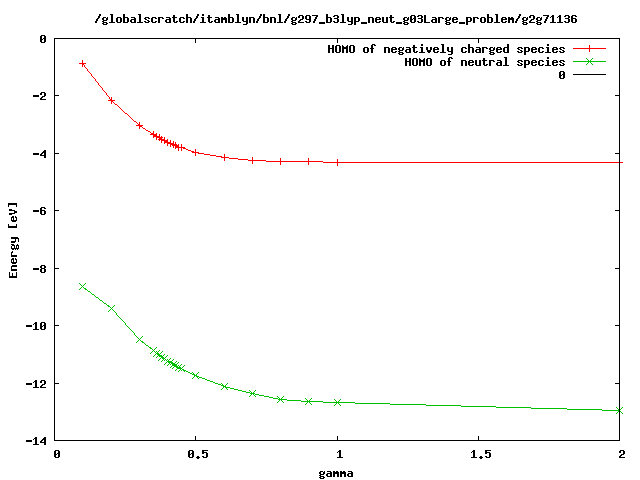 /globalscratch/itamblyn/bnl/g297_b3lyp_neut_g03Large_problem/g2g71136
HOMO of negatively charged species
HOMO of neutral species
0
0
-2
-4
-6
-8
-10
-12
-14
Energy [eV]
0 0.5 1 1.5 2
gamma